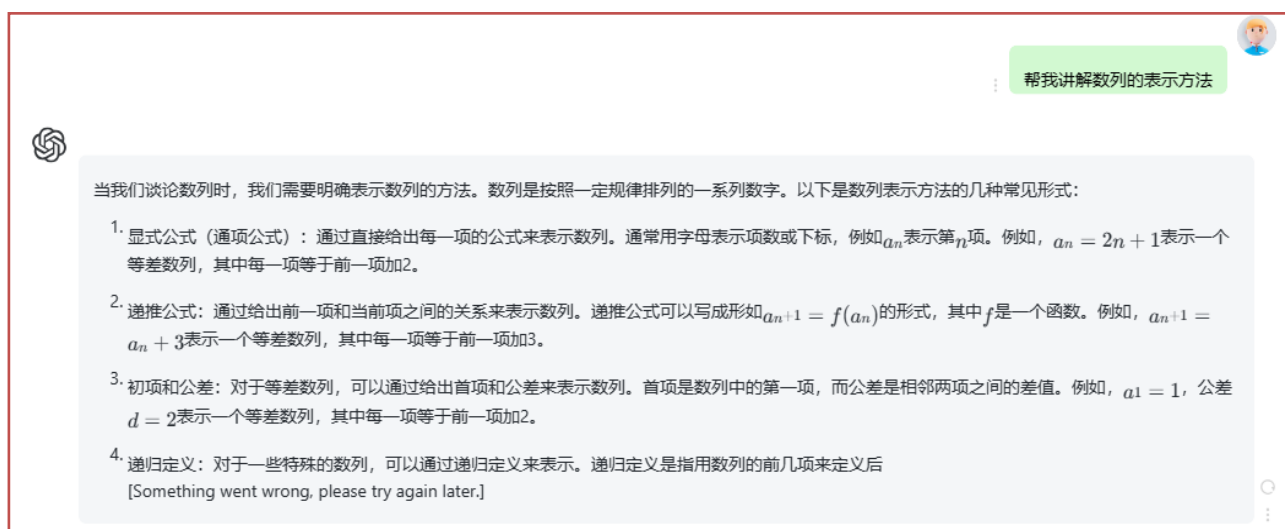 帮我讲解数列的表示方法
当我们谈论数列时，我们需要明确表示数列的方法。数列是按照一定规律排列的一系列数字。以下是数列表示方法的几种常见形式：
1. 显式公式（通项公式）：通过直接给出每一项的公式来表示数列。通常用字母表示项数或下标，例如aₙ表示第n项。例如，aₙ = 2n + 1表示一个
等差数列，其中每一项等于前一项加2。
2. 递推公式：通过给出前一项和当前项之间的关系来表示数列。递推公式可以写成形如aₙ₊₁ = f(aₙ)的形式，其中f是一个函数。例如，aₙ₊₁ =
aₙ + 3表示一个等差数列，其中每一项等于前一项加3。
3. 初项和公差：对于等差数列，可以通过给出首项和公差来表示数列。首项是数列中的第一项，而公差是相邻两项之间的差值。例如，a1 = 1，公差
d = 2表示一个等差数列，其中每一项等于前一项加2。
4. 递归定义：对于一些特殊的数列，可以通过递归定义来表示。递归定义是指用数列的前几项来定义后
[Something went wrong, please try again later.]